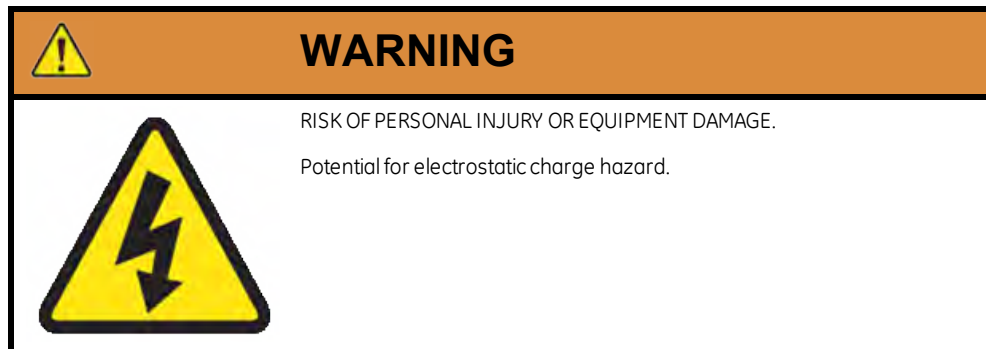 WARNING
RISK OF PERSONAL INJURY OR EQUIPMENT DAMAGE.
Potential for electrostatic charge hazard.